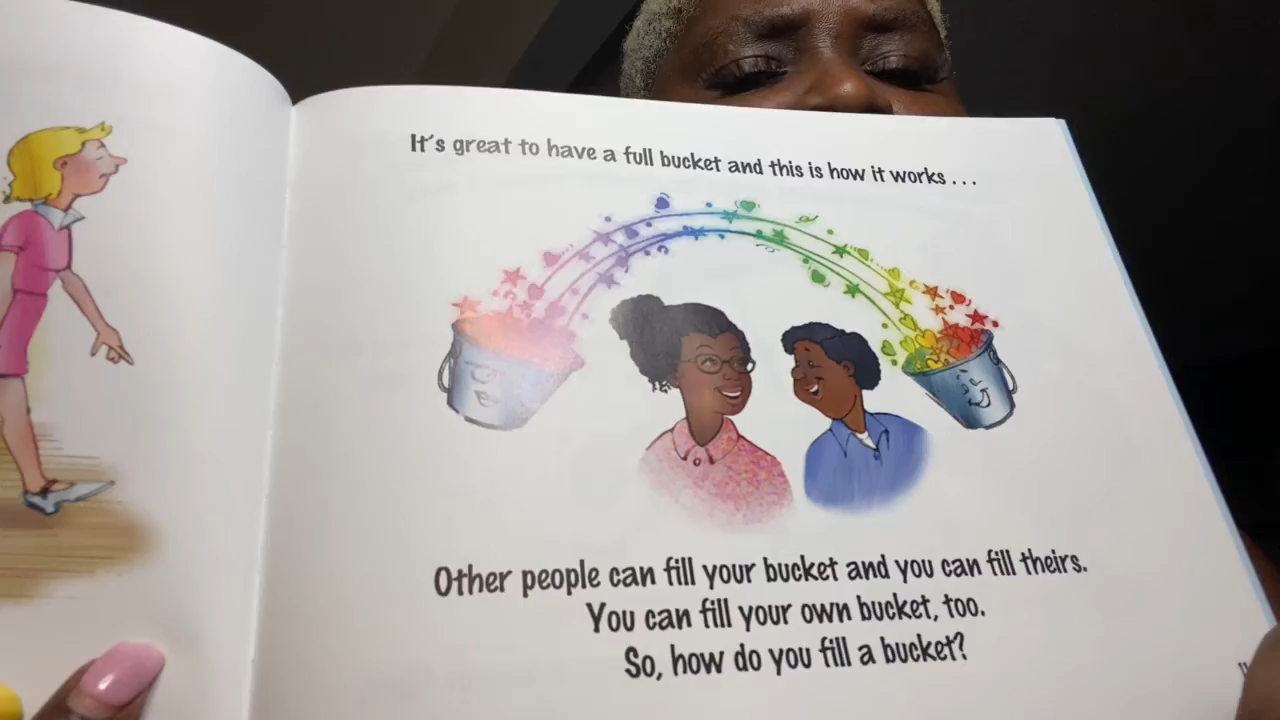 It's great to have a full bucket and this is how it works . . .
Other people can fill your bucket and you can fill theirs.
You can fill your own bucket, too.
So, how do you fill a bucket?